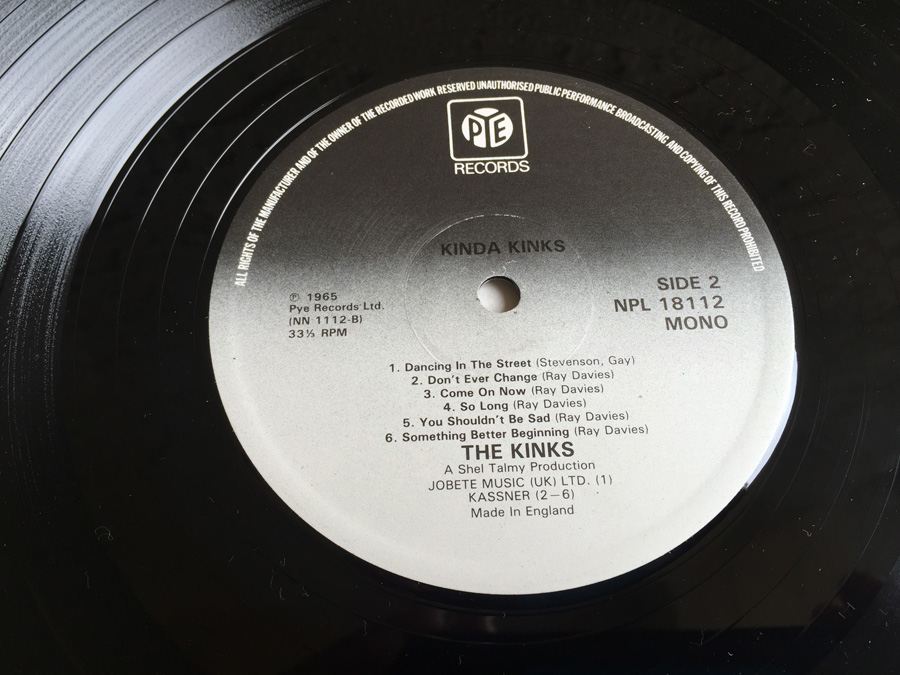 ALL RIGHTS OF THE MANUFACTURER AND OF THE OWNER OF THE RECORDED WORK RESERVED UNAUTHORISED PUBLIC PERFORMANCE BROADCASTING AND COPYING OF THIS RECORD PROHIBITED
PYE
RECORDS
KINDA KINKS
℗ 1965
Pye Records Ltd.
(NN 1112-B)
33⅓ RPM
SIDE 2
NPL 18112
MONO
1. Dancing In The Street (Stevenson, Gay)
2. Don't Ever Change (Ray Davies)
3. Come On Now (Ray Davies)
4. So Long (Ray Davies)
5. You Shouldn't Be Sad (Ray Davies)
6. Something Better Beginning (Ray Davies)
THE KINKS
A Shel Talmy Production
JOBETE MUSIC (UK) LTD. (1)
KASSNER (2–6)
Made In England